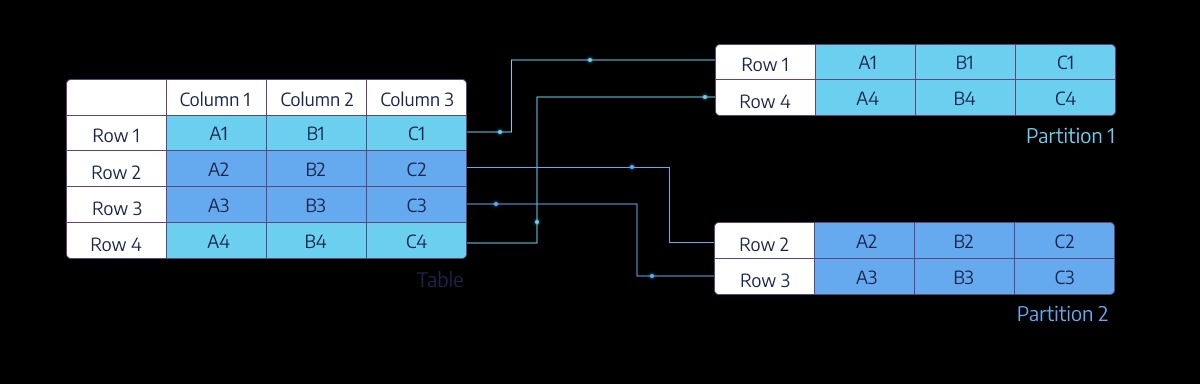 Column 1 Column 2 Column 3
Row 1 A1 B1 C1
Row 2 A2 B2 C2
Row 3 A3 B3 C3
Row 4 A4 B4 C4
Table
Row 1 A1 B1 C1
Row 4 A4 B4 C4
Partition 1
Row 2 A2 B2 C2
Row 3 A3 B3 C3
Partition 2